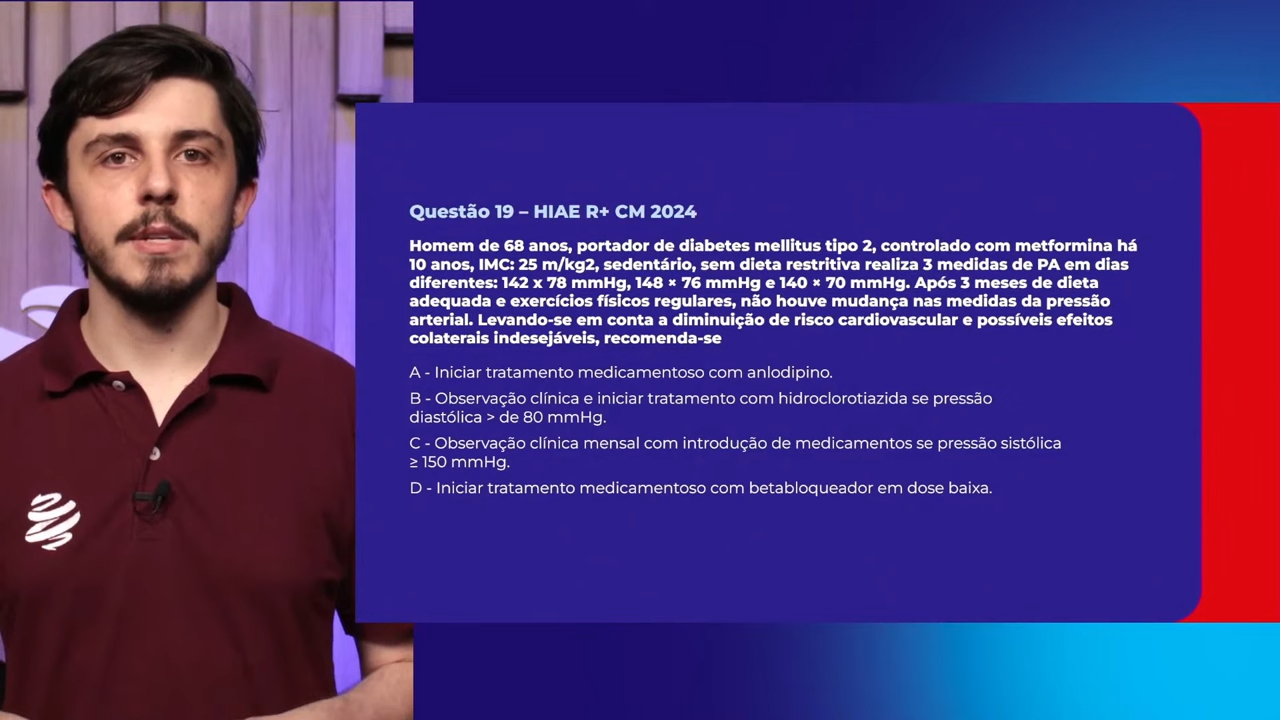 Questão 19 – HIAE R+ CM 2024
Homem de 68 anos, portador de diabetes mellitus tipo 2, controlado com metformina há
10 anos, IMC: 25 m/kg2, sedentário, sem dieta restritiva realiza 3 medidas de PA em dias
diferentes: 142 x 78 mmHg, 148 × 76 mmHg e 140 × 70 mmHg. Após 3 meses de dieta
adequada e exercícios físicos regulares, não houve mudança nas medidas da pressão
arterial. Levando-se em conta a diminuição de risco cardiovascular e possíveis efeitos
colaterais indesejáveis, recomenda-se
A - Iniciar tratamento medicamentoso com anlodipino.
B - Observação clínica e iniciar tratamento com hidroclorotiazida se pressão
diastólica > de 80 mmHg.
C - Observação clínica mensal com introdução de medicamentos se pressão sistólica
≥ 150 mmHg.
D - Iniciar tratamento medicamentoso com betabloqueador em dose baixa.